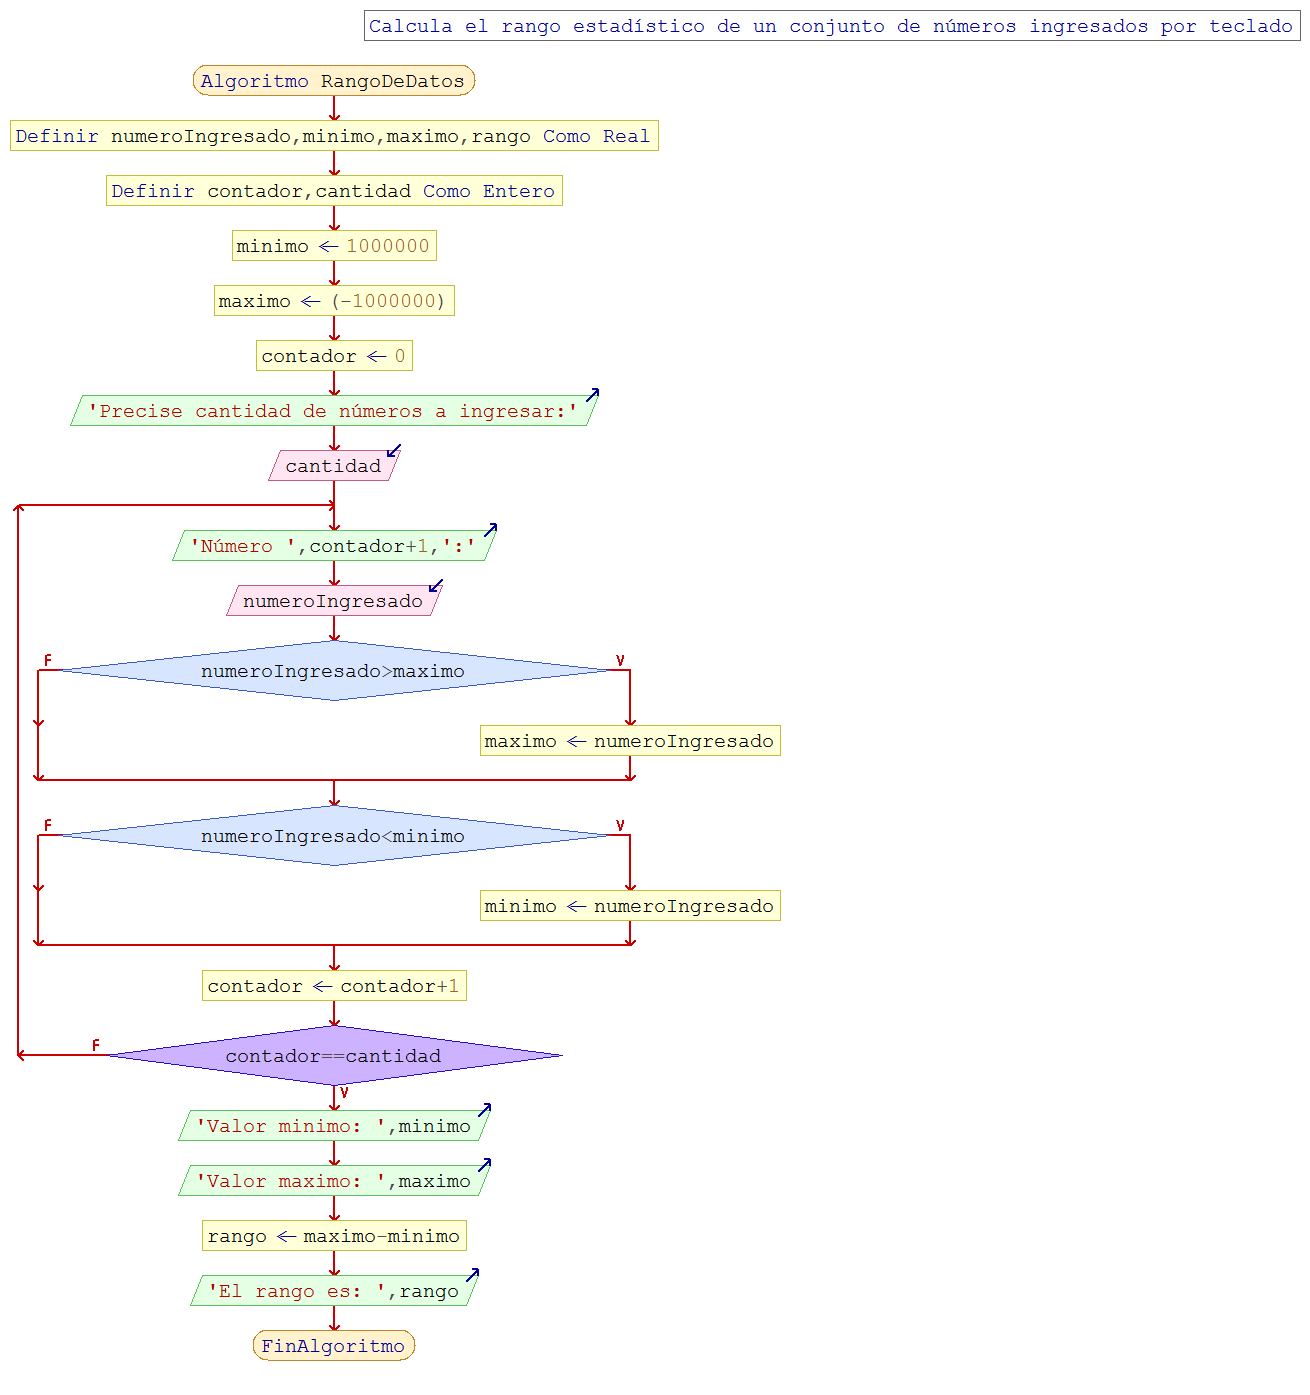 Calcula el rango estadístico de un conjunto de números ingresados por teclado
Algoritmo RangoDeDatos
Definir numeroIngresado,minimo,maximo,rango Como Real
Definir contador,cantidad Como Entero
minimo ← 1000000
maximo ← (-1000000)
contador ← 0
'Precise cantidad de números a ingresar:'
cantidad
'Número ',contador+1,':'
numeroIngresado
F
numeroIngresado>maximo
V
maximo ← numeroIngresado
F
numeroIngresado<minimo
V
minimo ← numeroIngresado
contador ← contador+1
F
contador==cantidad
V
'Valor minimo: ',minimo
'Valor maximo: ',maximo
rango ← maximo-minimo
'El rango es: ',rango
FinAlgoritmo